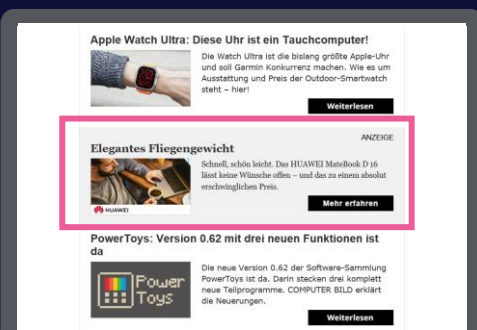 Apple Watch Ultra: Diese Uhr ist ein Tauchcomputer!
Die Watch Ultra ist die bislang größte Apple-Uhr
und soll Garmin Konkurrenz machen. Wie es um
Ausstattung und Preis der Outdoor-Smartwatch
steht – hier!
Weiterlesen
ANZEIGE
Elegantes Fliegengewicht
Schnell, schön leicht. Das HUAWEI MateBook D 16
lässt keine Wünsche offen – und das zu einem absolut
erschwinglichen Preis.
HUAWEI
Mehr erfahren
PowerToys: Version 0.62 mit drei neuen Funktionen ist
da
Power
Toys
Die neue Version 0.62 der Software-Sammlung
PowerToys ist da. Darin stecken drei komplett
neue Teilprogramme. COMPUTER BILD erklärt
die Neuerungen.
Weiterlesen